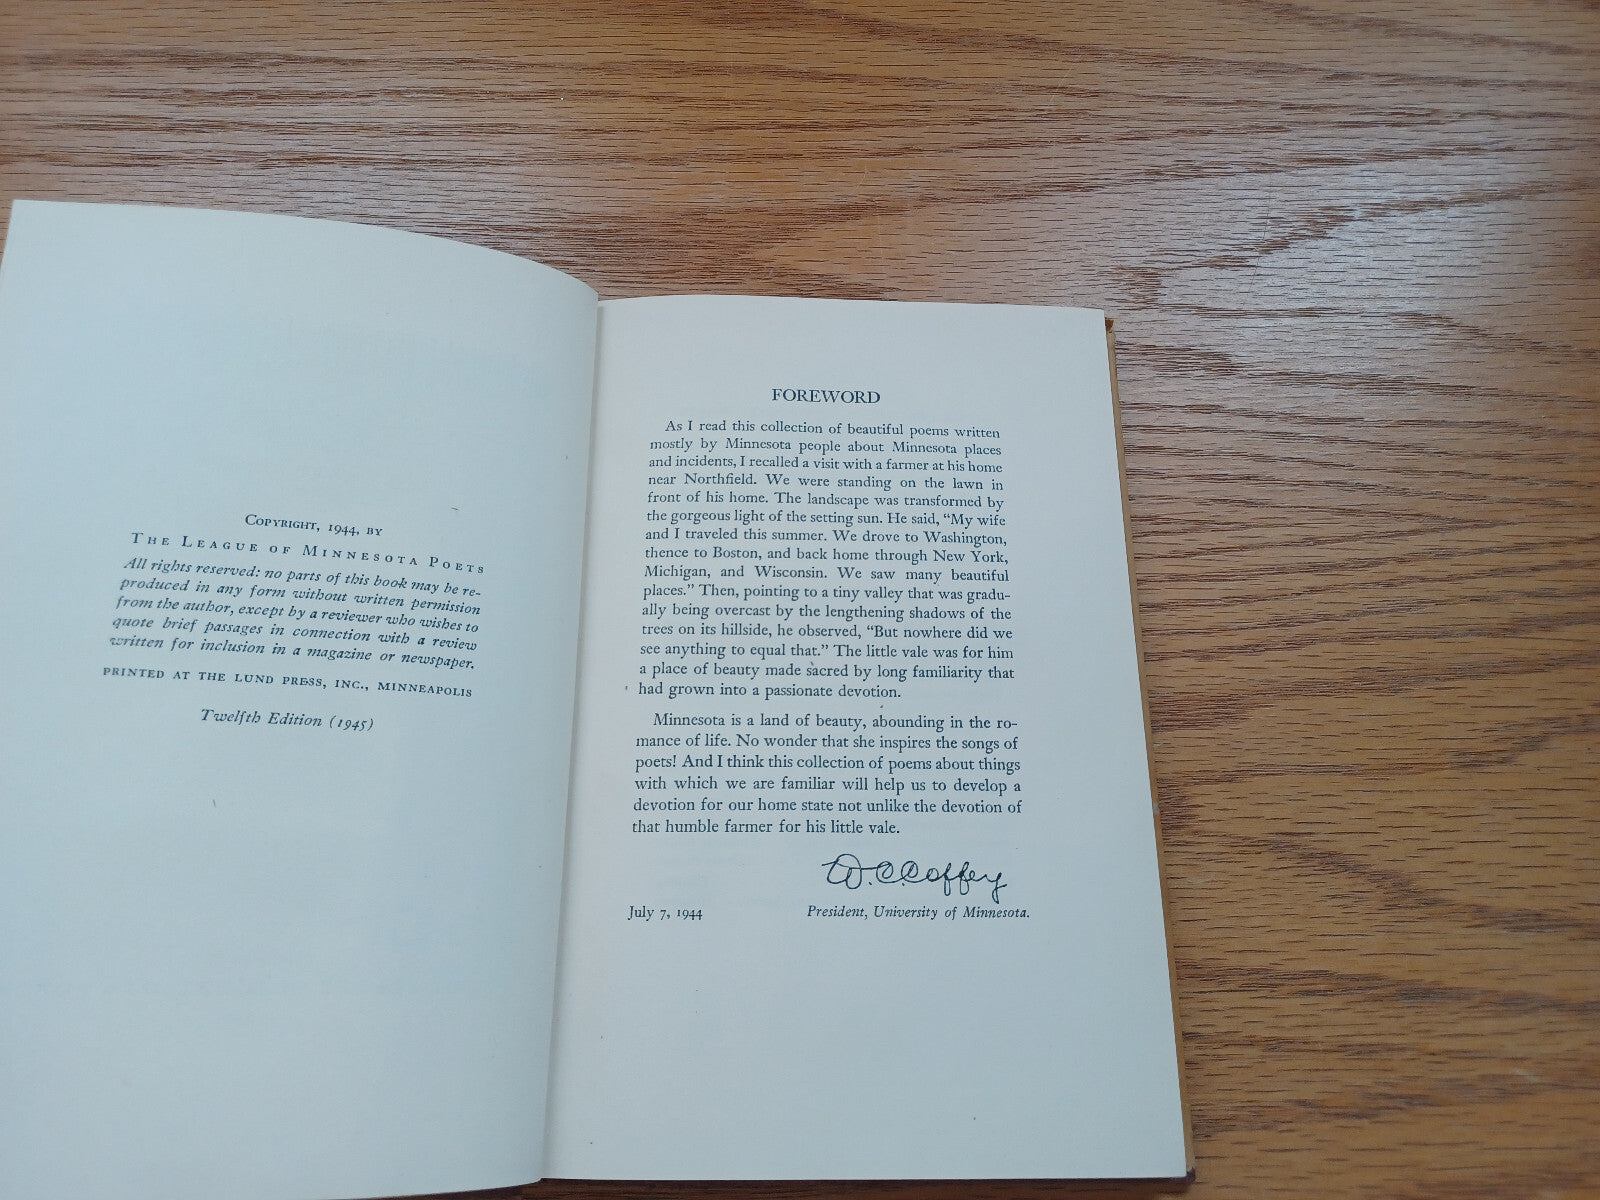 Copyright, 1944, by
The League of Minnesota Poets
All rights reserved: no parts of this book may be re-
produced in any form without written permission
from the author, except by a reviewer who wishes to
quote brief passages in connection with a review
written for inclusion in a magazine or newspaper.
PRINTED AT THE LUND PRESS, INC., MINNEAPOLIS
Twelfth Edition (1945)
FOREWORD
As I read this collection of beautiful poems written
mostly by Minnesota people about Minnesota places
and incidents, I recalled a visit with a farmer at his home
near Northfield. We were standing on the lawn in
front of his home. The landscape was transformed by
the gorgeous light of the setting sun. He said, “My wife
and I traveled this summer. We drove to Washington,
thence to Boston, and back home through New York,
Michigan, and Wisconsin. We saw many beautiful
places.” Then, pointing to a tiny valley that was gradu-
ally being overcast by the lengthening shadows of the
trees on its hillside, he observed, “But nowhere did we
see anything to equal that.” The little vale was for him
a place of beauty made sacred by long familiarity that
had grown into a passionate devotion.
Minnesota is a land of beauty, abounding in the ro-
mance of life. No wonder that she inspires the songs of
poets! And I think this collection of poems about things
with which we are familiar will help us to develop a
devotion for our home state not unlike the devotion of
that humble farmer for his little vale.
W. C. Coffey
July 7, 1944 President, University of Minnesota.